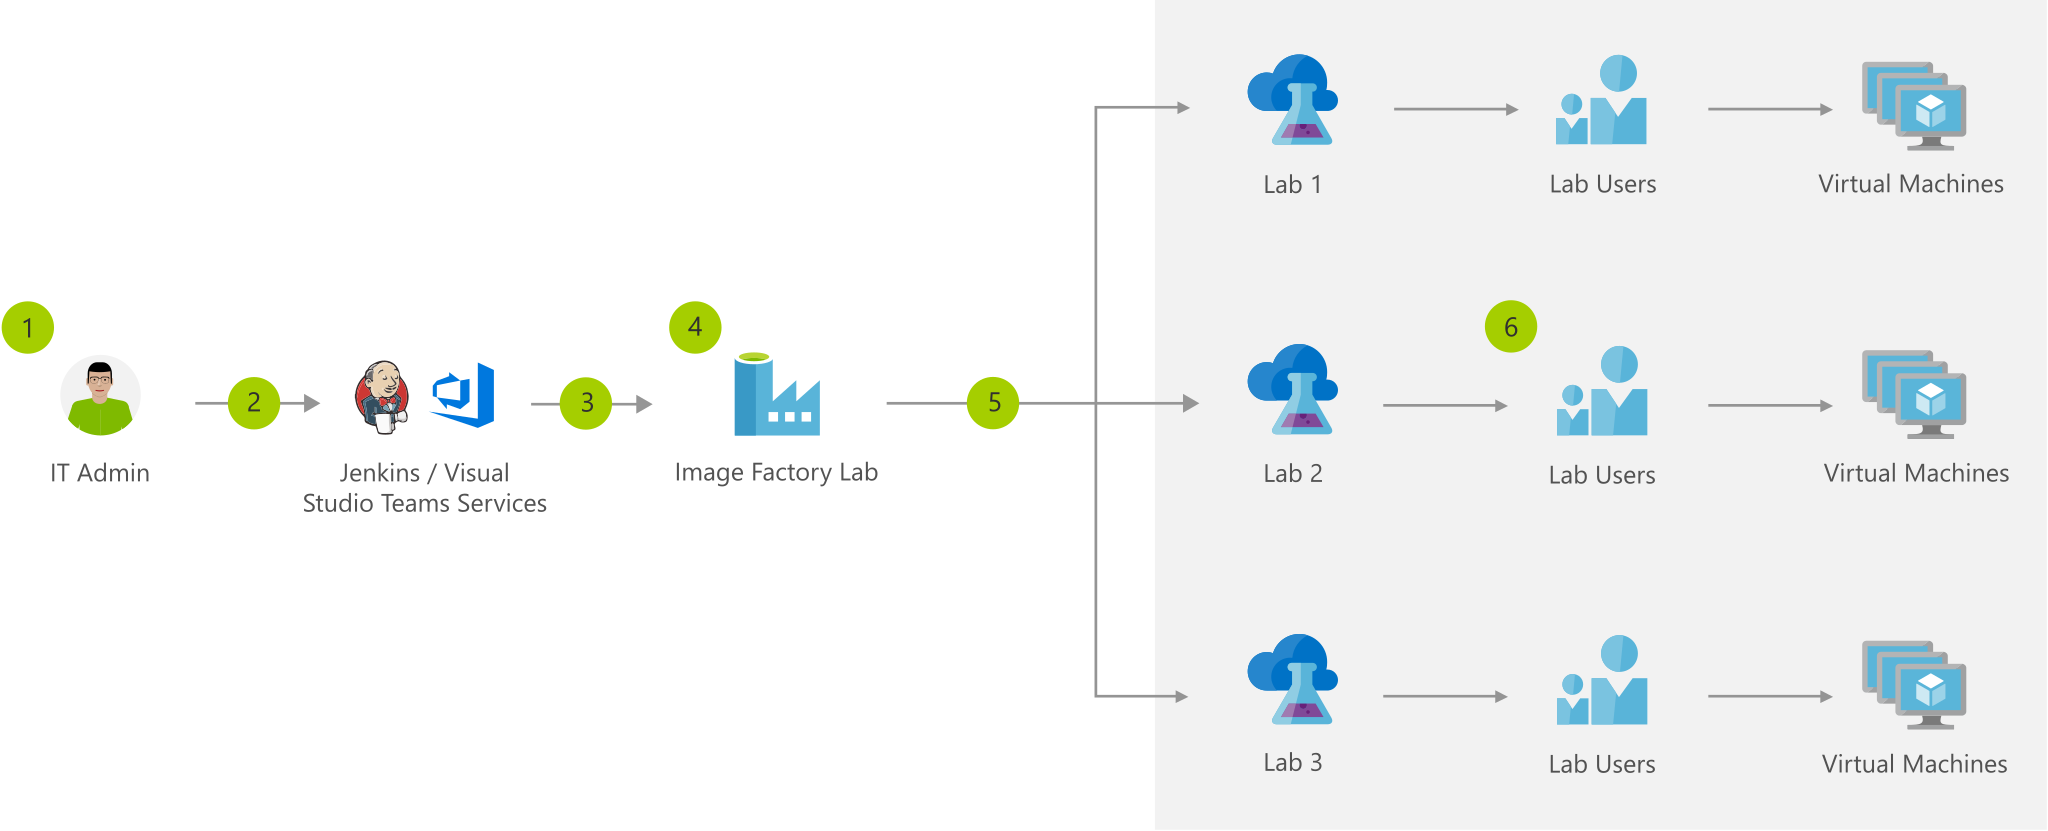 Lab 1
Lab Users
Virtual Machines
1
IT Admin
2
Jenkins / Visual
Studio Teams Services
3
4
Image Factory Lab
5
Lab 2
6
Lab Users
Virtual Machines
Lab 3
Lab Users
Virtual Machines